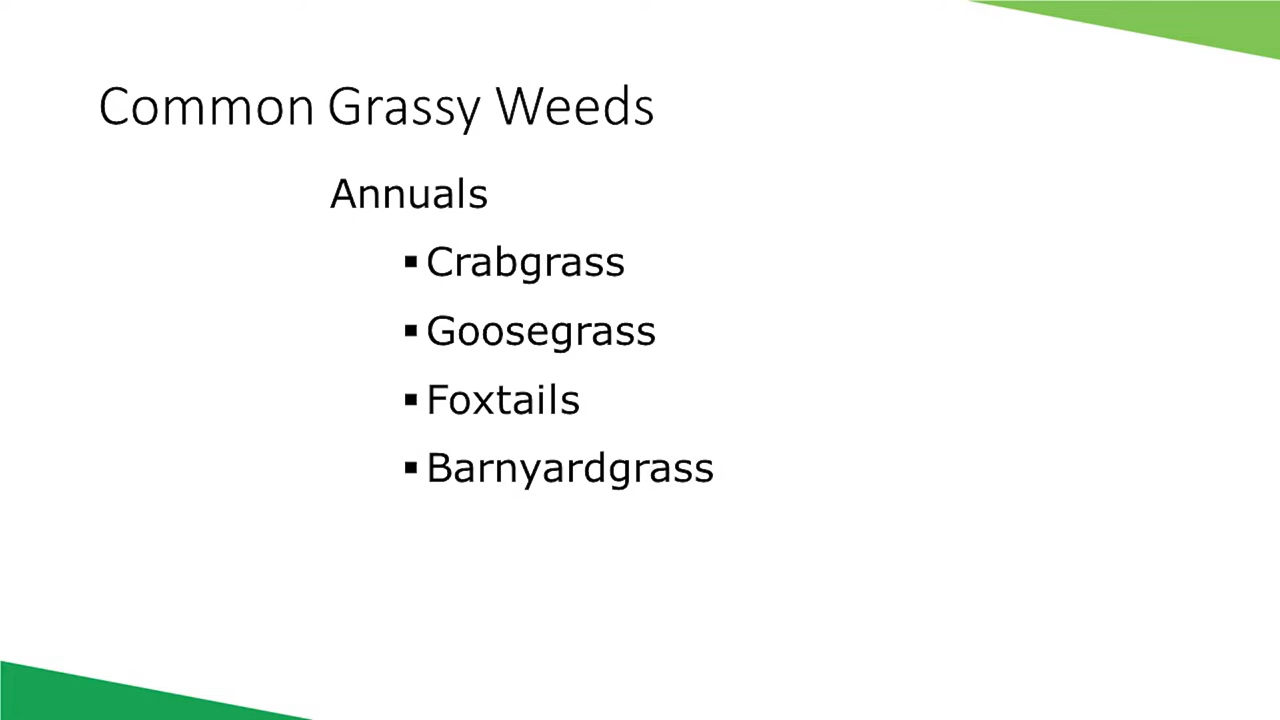 Common Grassy Weeds
Annuals
▪ Crabgrass
▪ Goosegrass
▪ Foxtails
▪ Barnyardgrass